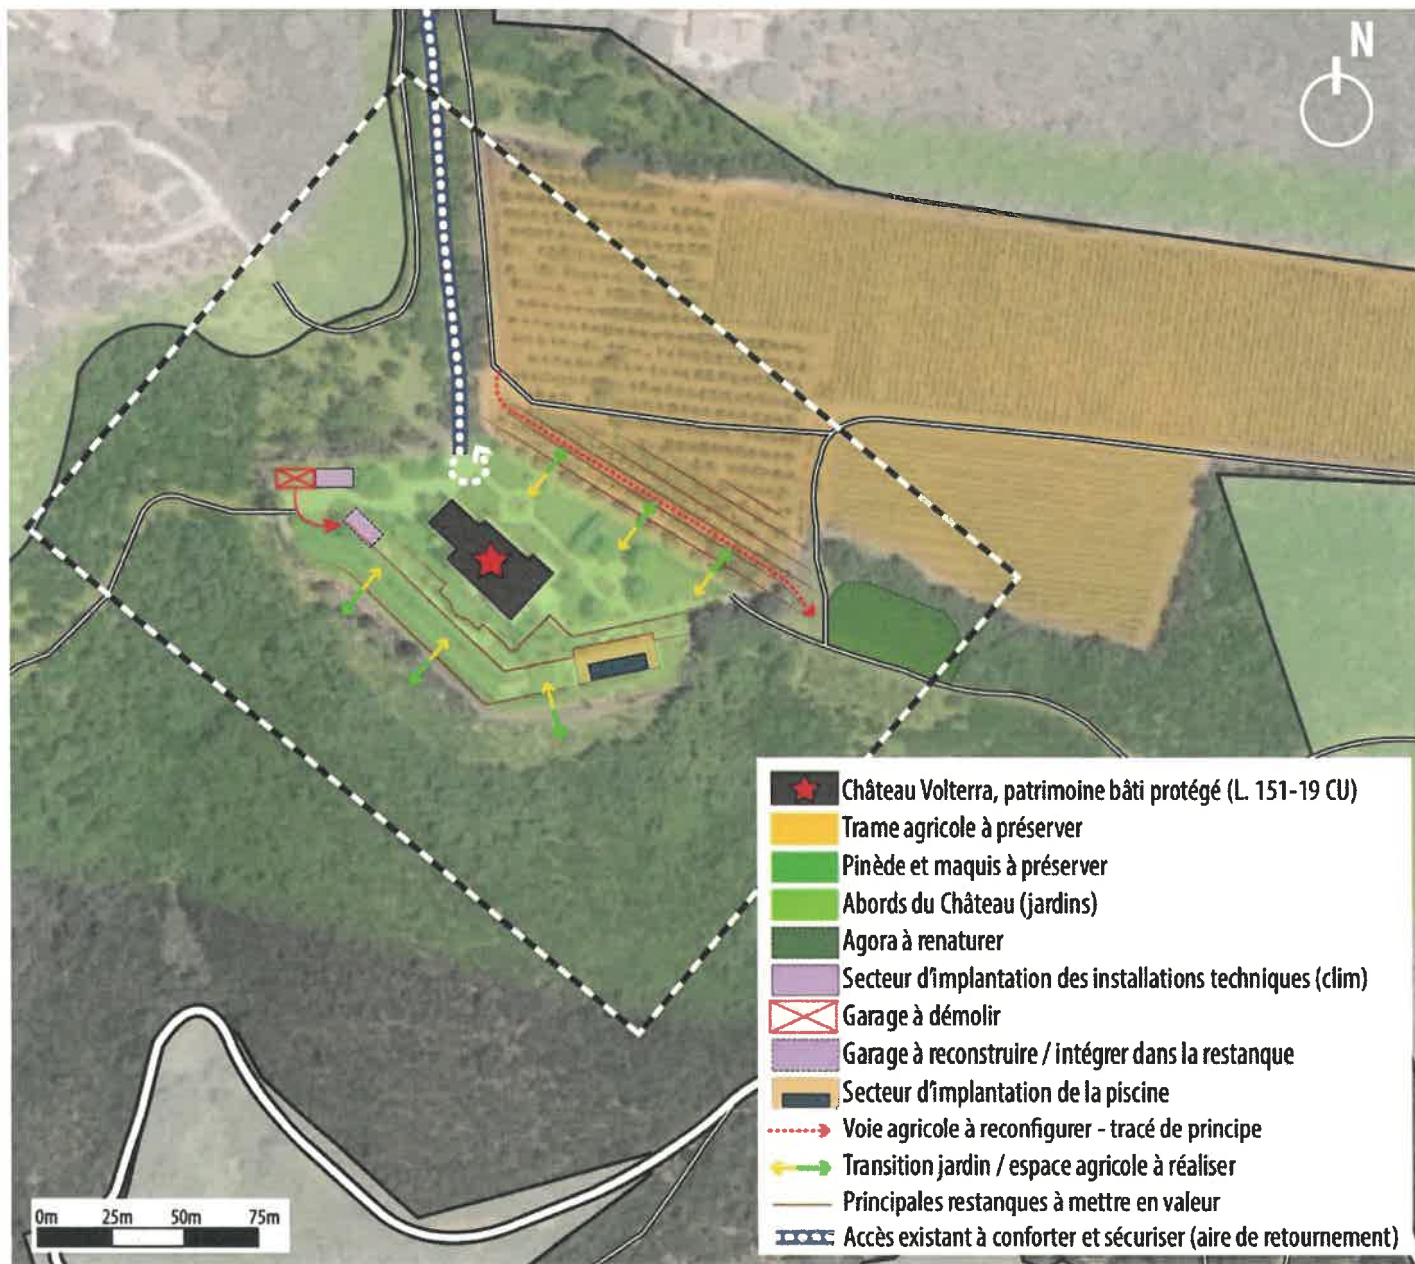 N
Château Volterra, patrimoine bâti protégé (L. 151-19 CU)
Trame agricole à préserver
Pinède et maquis à préserver
Abords du Château (jardins)
Agora à renaturer
Secteur d'implantation des installations techniques (clim)
Garage à démolir
Garage à reconstruire / intégrer dans la restanque
Secteur d'implantation de la piscine
Voie agricole à reconfigurer - tracé de principe
Transition jardin / espace agricole à réaliser
Principales restanques à mettre en valeur
Accès existant à conforter et sécuriser (aire de retournement)
0m 25m 50m 75m